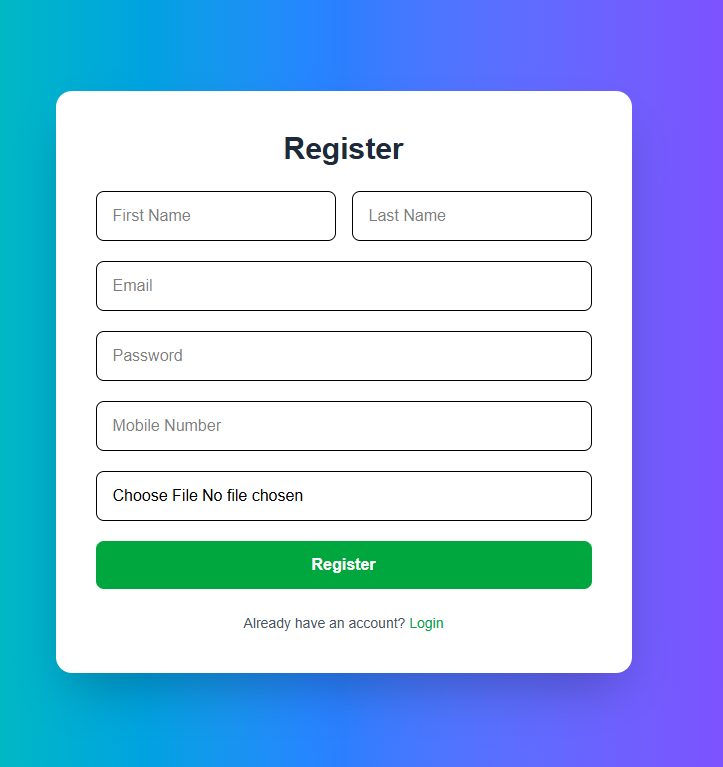 Register
First Name Last Name
Email
Password
Mobile Number
Choose File No file chosen
Register
Already have an account? Login